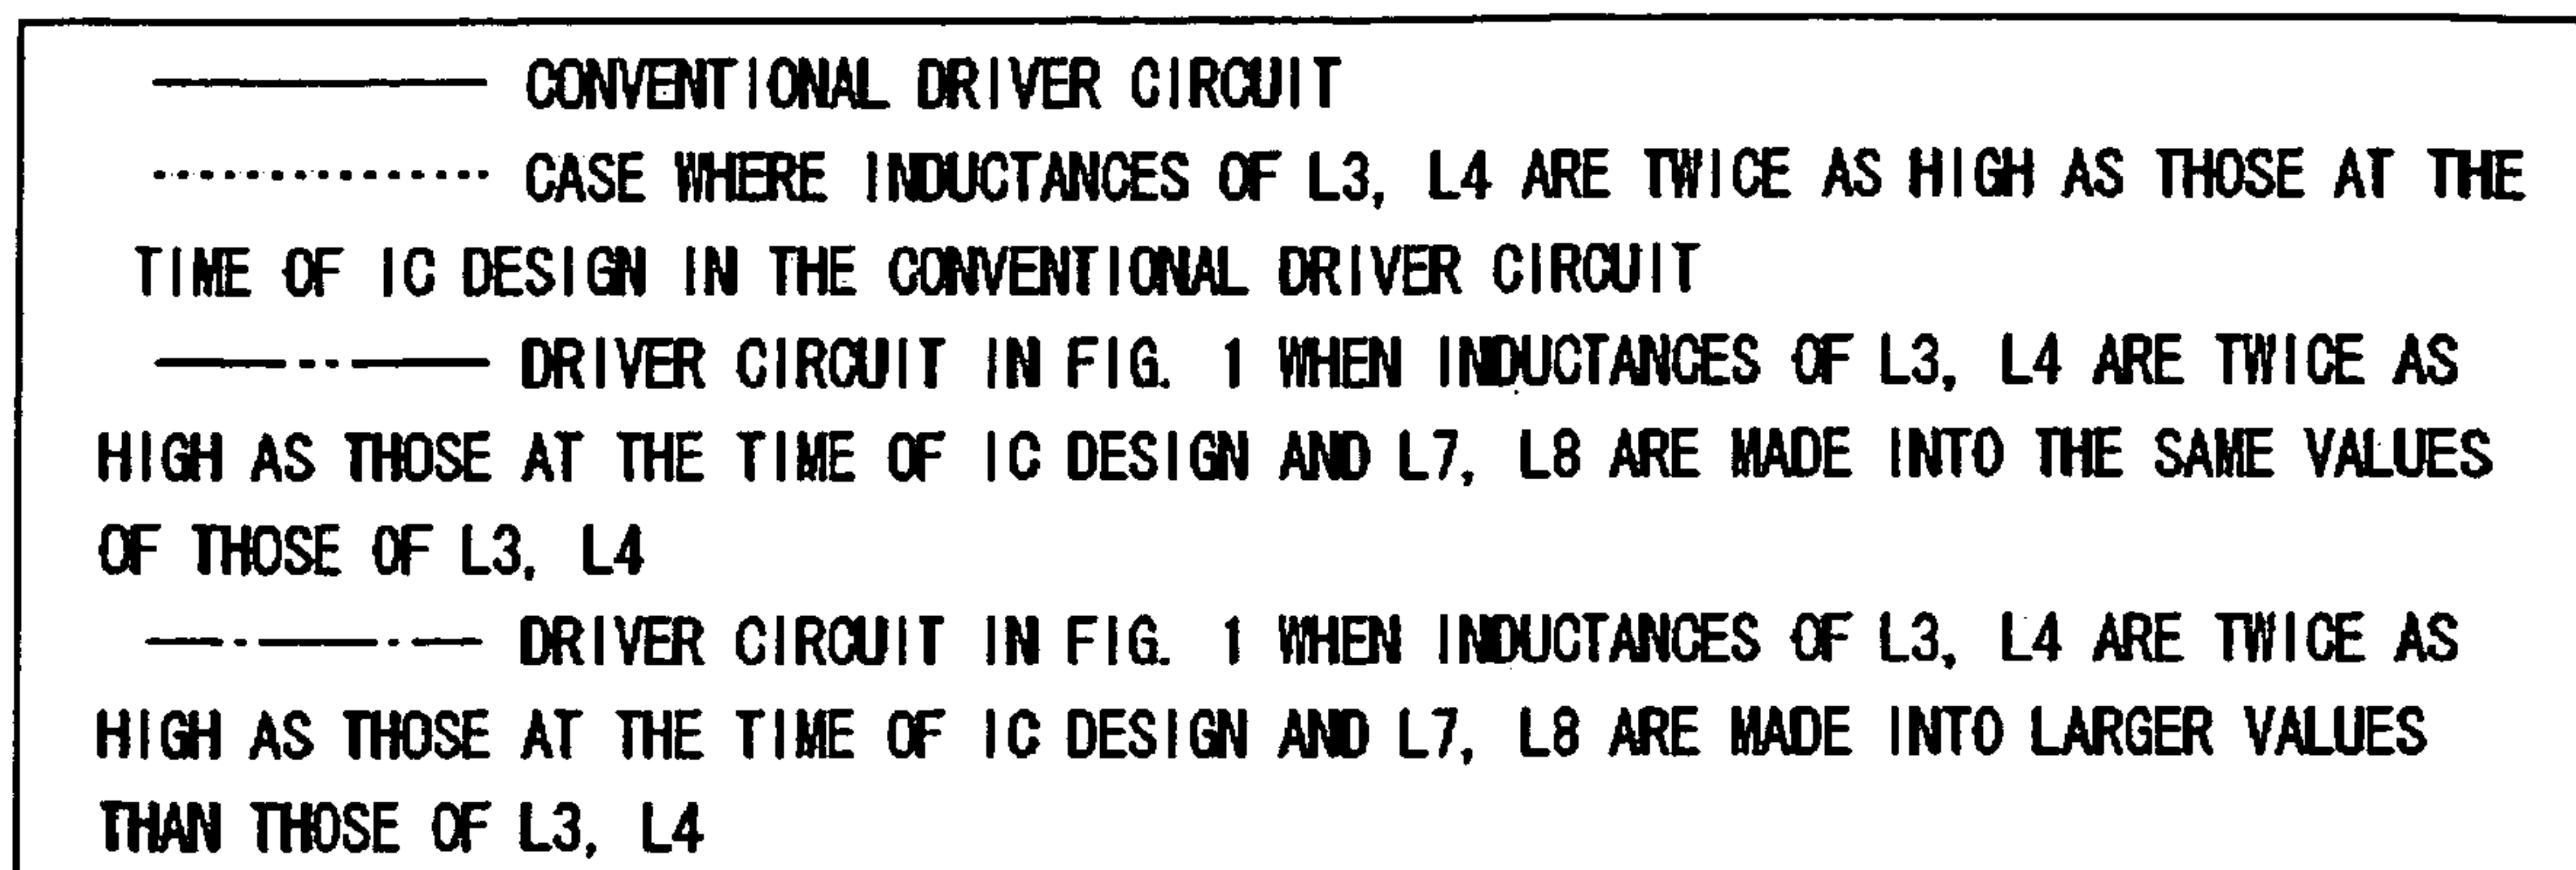 CONVENTIONAL DRIVER CIRCUIT
CASE WHERE INDUCTANCES OF L3, L4 ARE TWICE AS HIGH AS THOSE AT THE
TIME OF IC DESIGN IN THE CONVENTIONAL DRIVER CIRCUIT
DRIVER CIRCUIT IN FIG. 1 WHEN INDUCTANCES OF L3, L4 ARE TWICE AS
HIGH AS THOSE AT THE TIME OF IC DESIGN AND L7, L8 ARE MADE INTO THE SAME VALUES
OF THOSE OF L3, L4
DRIVER CIRCUIT IN FIG. 1 WHEN INDUCTANCES OF L3, L4 ARE TWICE AS
HIGH AS THOSE AT THE TIME OF IC DESIGN AND L7, L8 ARE MADE INTO LARGER VALUES
THAN THOSE OF L3, L4